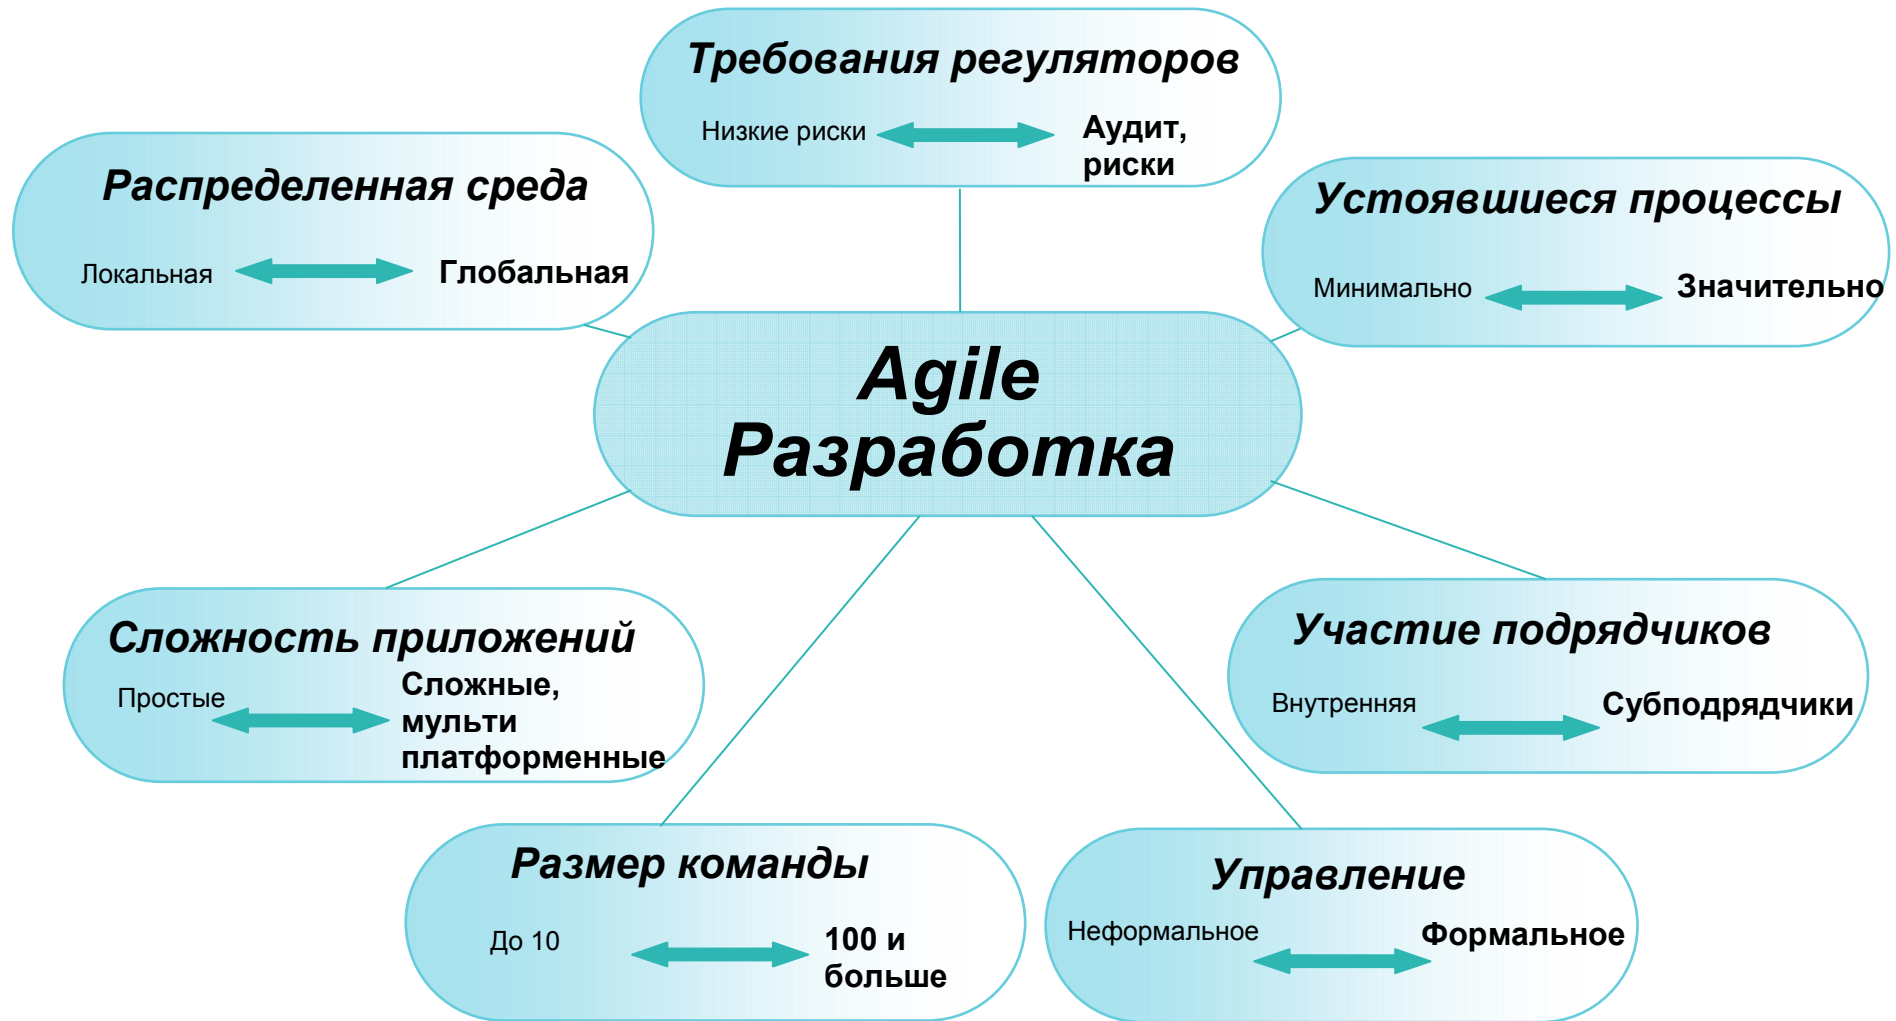 Требования регуляторов
Низкие риски
Аудит,
риски
Распределенная среда
Локальная
Глобальная
Устоявшиеся процессы
Минимально
Значительно
Agile
Разработка
Сложность приложений
Простые
Сложные,
мульти
платформенные
Участие подрядчиков
Внутренняя
Субподрядчики
Размер команды
До 10
100 и
больше
Управление
Неформальное
Формальное